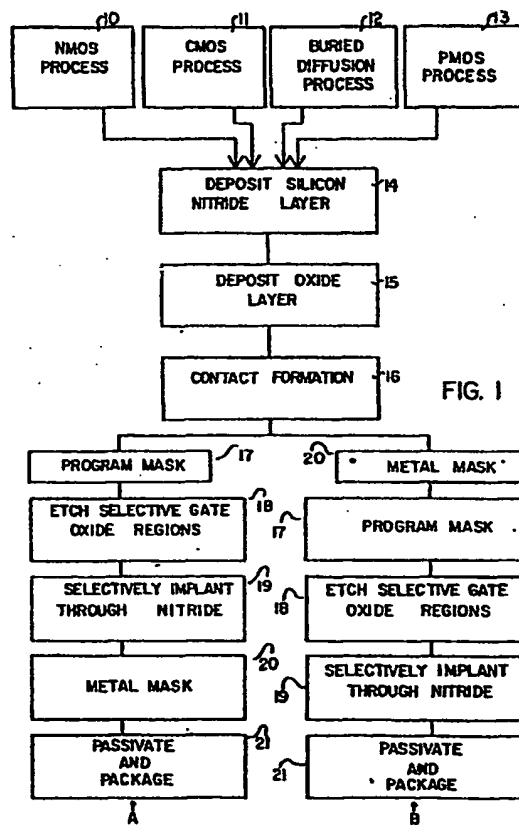 10
11
12
13
NMOS
PROCESS
CMOS
PROCESS
BURIED
DIFFUSION
PROCESS
PMOS
PROCESS
DEPOSIT SILICON
NITRIDE LAYER
14
DEPOSIT OXIDE
LAYER
15
CONTACT FORMATION
16
FIG. 1
PROGRAM MASK
17
ETCH SELECTIVE GATE
OXIDE REGIONS
18
SELECTIVELY IMPLANT
THROUGH NITRIDE
19
METAL MASK
20
PASSIVATE
AND
PACKAGE
21
A
20
METAL MASK
17
PROGRAM MASK
18
ETCH SELECTIVE GATE
OXIDE REGIONS
19
SELECTIVELY IMPLANT
THROUGH NITRIDE
21
PASSIVATE
AND
PACKAGE
B